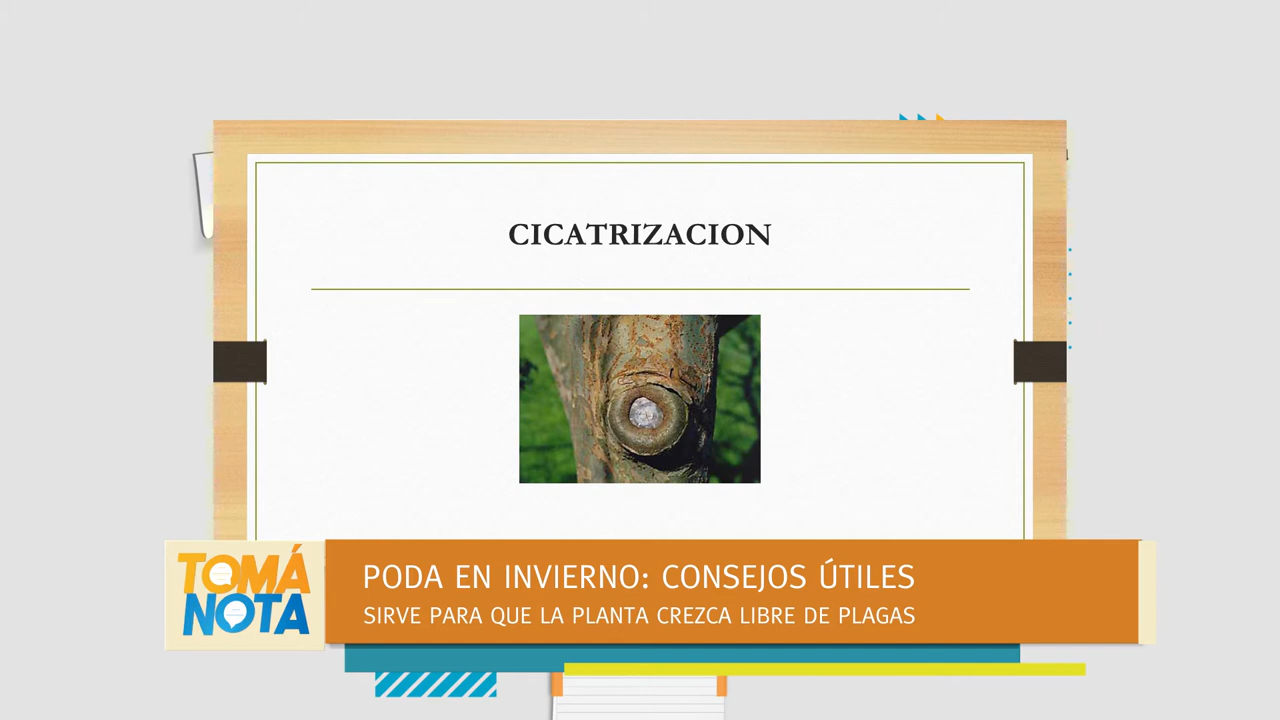 CICATRIZACION
TOMÁ
NOTA
PODA EN INVIERNO: CONSEJOS ÚTILES
SIRVE PARA QUE LA PLANTA CREZCA LIBRE DE PLAGAS